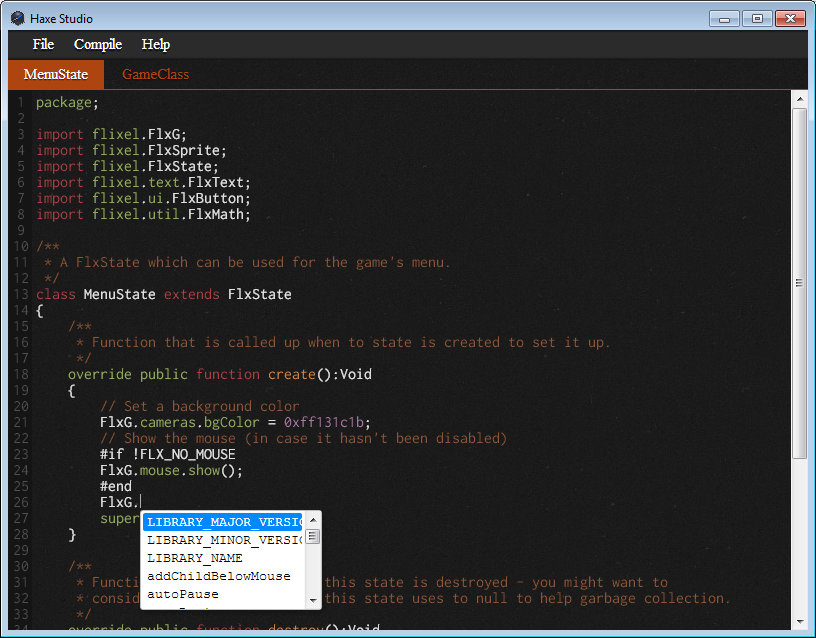 Haxe Studio
File Compile Help
MenuState GameClass
1 package;
2
3 import flixel.FlxG;
4 import flixel.FlxSprite;
5 import flixel.FlxState;
6 import flixel.text.FlxText;
7 import flixel.ui.FlxButton;
8 import flixel.util.FlxMath;
9
10 /**
11 * A FlxState which can be used for the game's menu.
12 */
13 class MenuState extends FlxState
14 {
15 /**
16 * Function that is called up when to state is created to set it up.
17 */
18 override public function create():Void
19 {
20 // Set a background color
21 FlxG.cameras.bgColor = 0xff131c1b;
22 // Show the mouse (in case it hasn't been disabled)
23 #if !FLX_NO_MOUSE
24 FlxG.mouse.show();
25 #end
26 FlxG.
27 super
LIBRARY_MAJOR_VERSIO
LIBRARY_MINOR_VERSIO
LIBRARY_NAME
addChildBelowMouse
autoPause
28 }
29
30 /**
31 * Functi this state is destroyed - you might want to
32 * consid this state uses to null to help garbage collection.
33 */
34 override public function destroy():Void